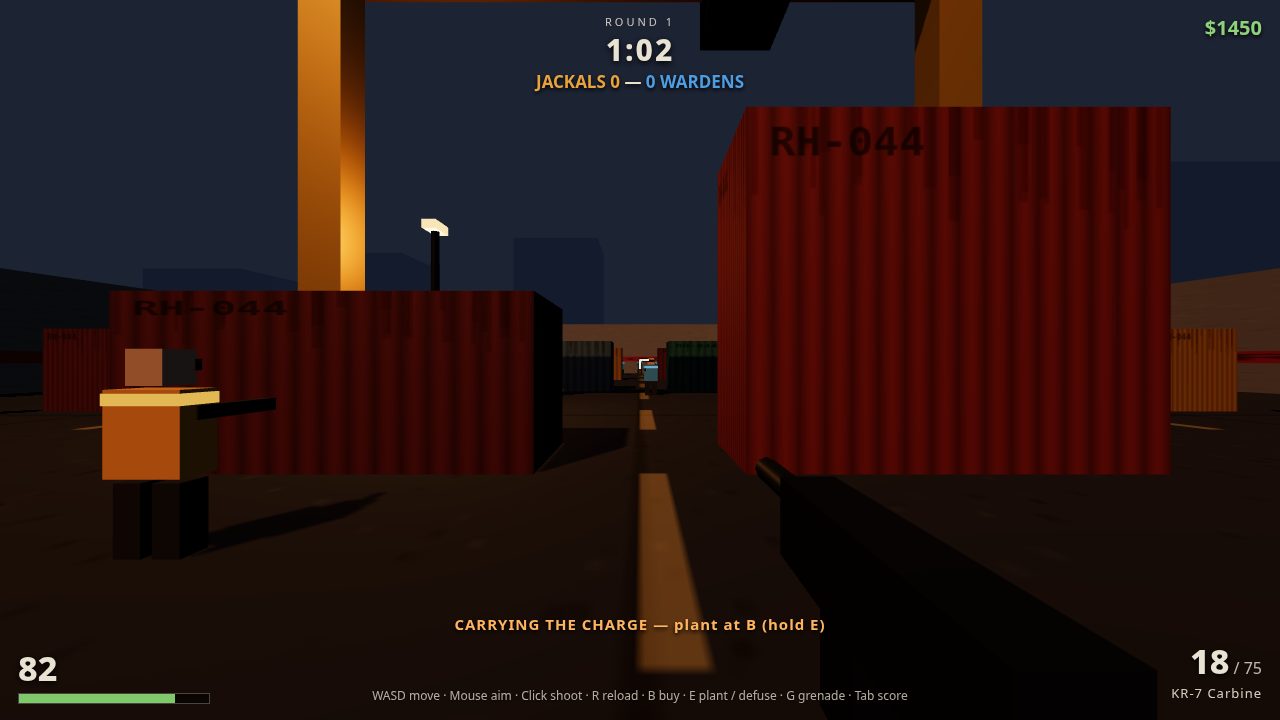 ROUND 1
1:02
JACKALS 0 — 0 WARDENS
$1450
RH-044
RH-044
CARRYING THE CHARGE — plant at B (hold E)
82
18 / 75
KR-7 Carbine
WASD move · Mouse aim · Click shoot · R reload · B buy · E plant / defuse · G grenade · Tab score